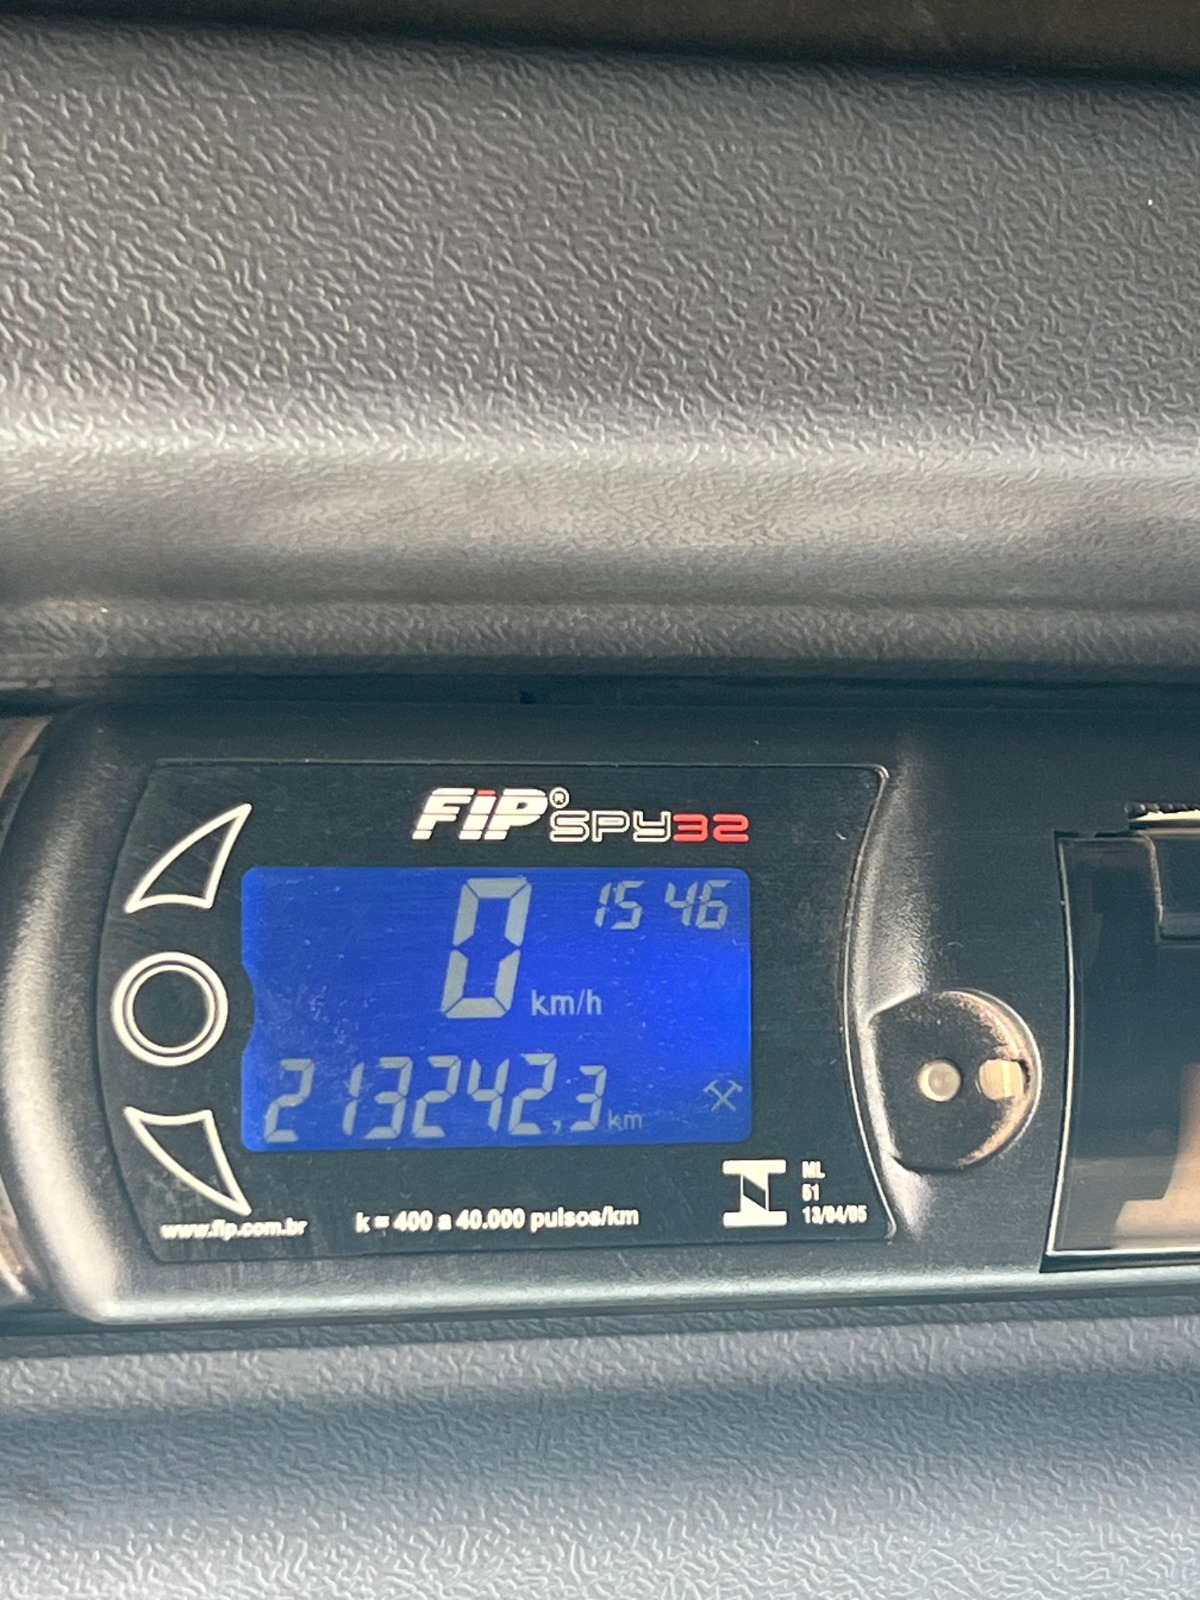 FIP® SPY32
15 46
0 km/h
213242,3 km
www.fip.com.br
k = 400 a 40.000 pulsos/km
ML
51
13/04/05